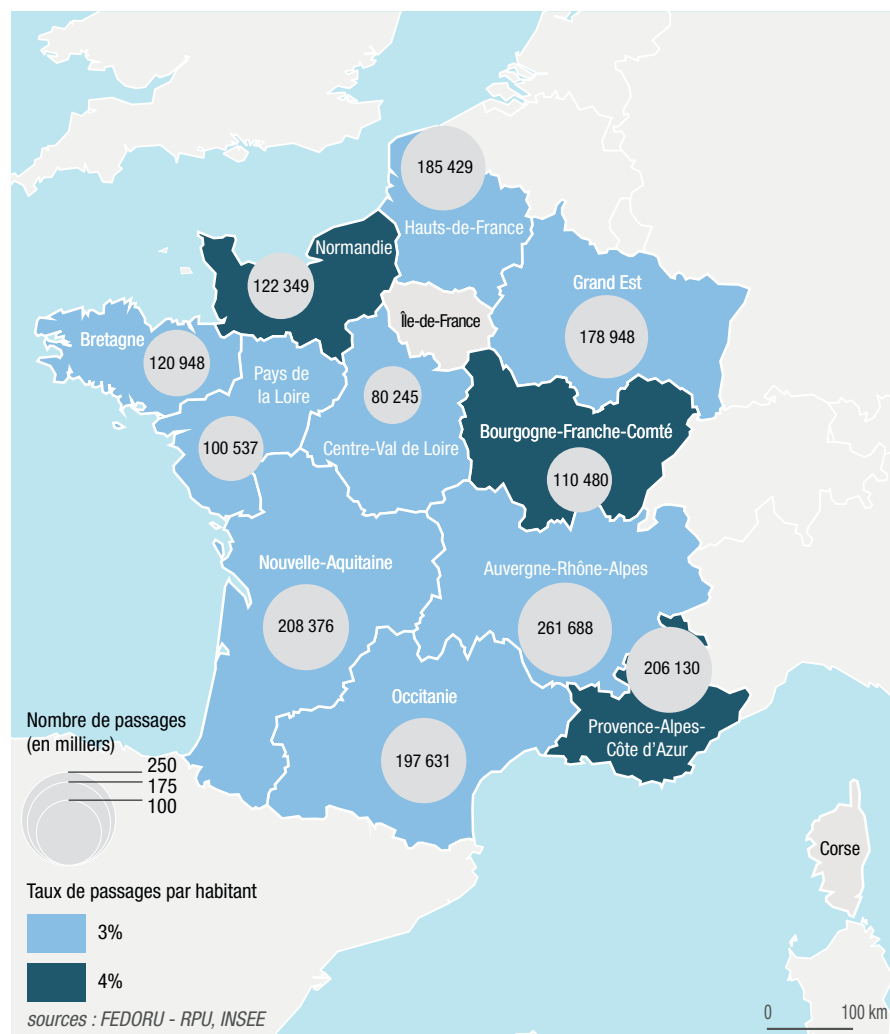 185 429
Hauts-de-France
Normandie
122 349
Grand Est
178 948
Île-de-France
Bretagne
120 948
Pays de
la Loire
80 245
100 537
Centre-Val de Loire
Bourgogne-Franche-Comté
110 480
Nouvelle-Aquitaine
208 376
Auvergne-Rhône-Alpes
261 688
206 130
Provence-Alpes-
Côte d'Azur
Occitanie
197 631
Corse
Nombre de passages
(en milliers)
250
175
100
Taux de passages par habitant
3%
4%
sources : FEDORU - RPU, INSEE
0 100 km